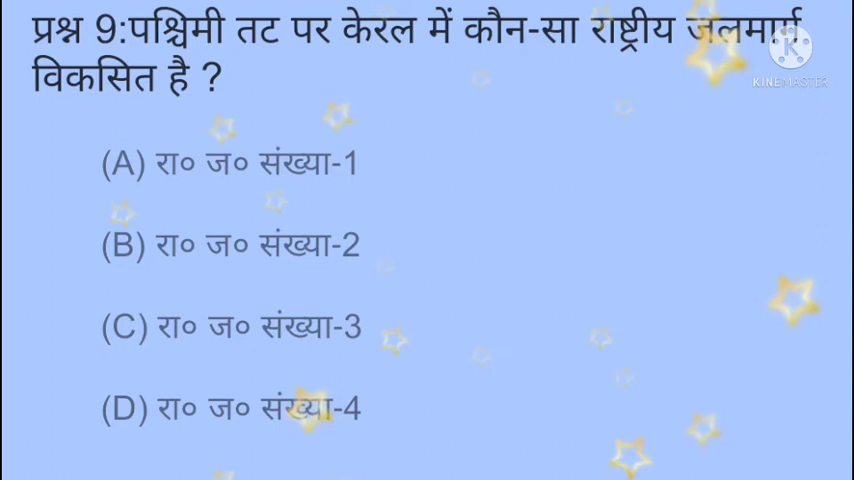 प्रश्न 9:पश्चिमी तट पर केरल में कौन-सा राष्ट्रीय जलमार्ग
विकसित है ?
KINEMASTER
(A) रा० ज० संख्या-1
(B) रा० ज० संख्या-2
(C) रा० ज० संख्या-3
(D) रा० ज० संख्या-4